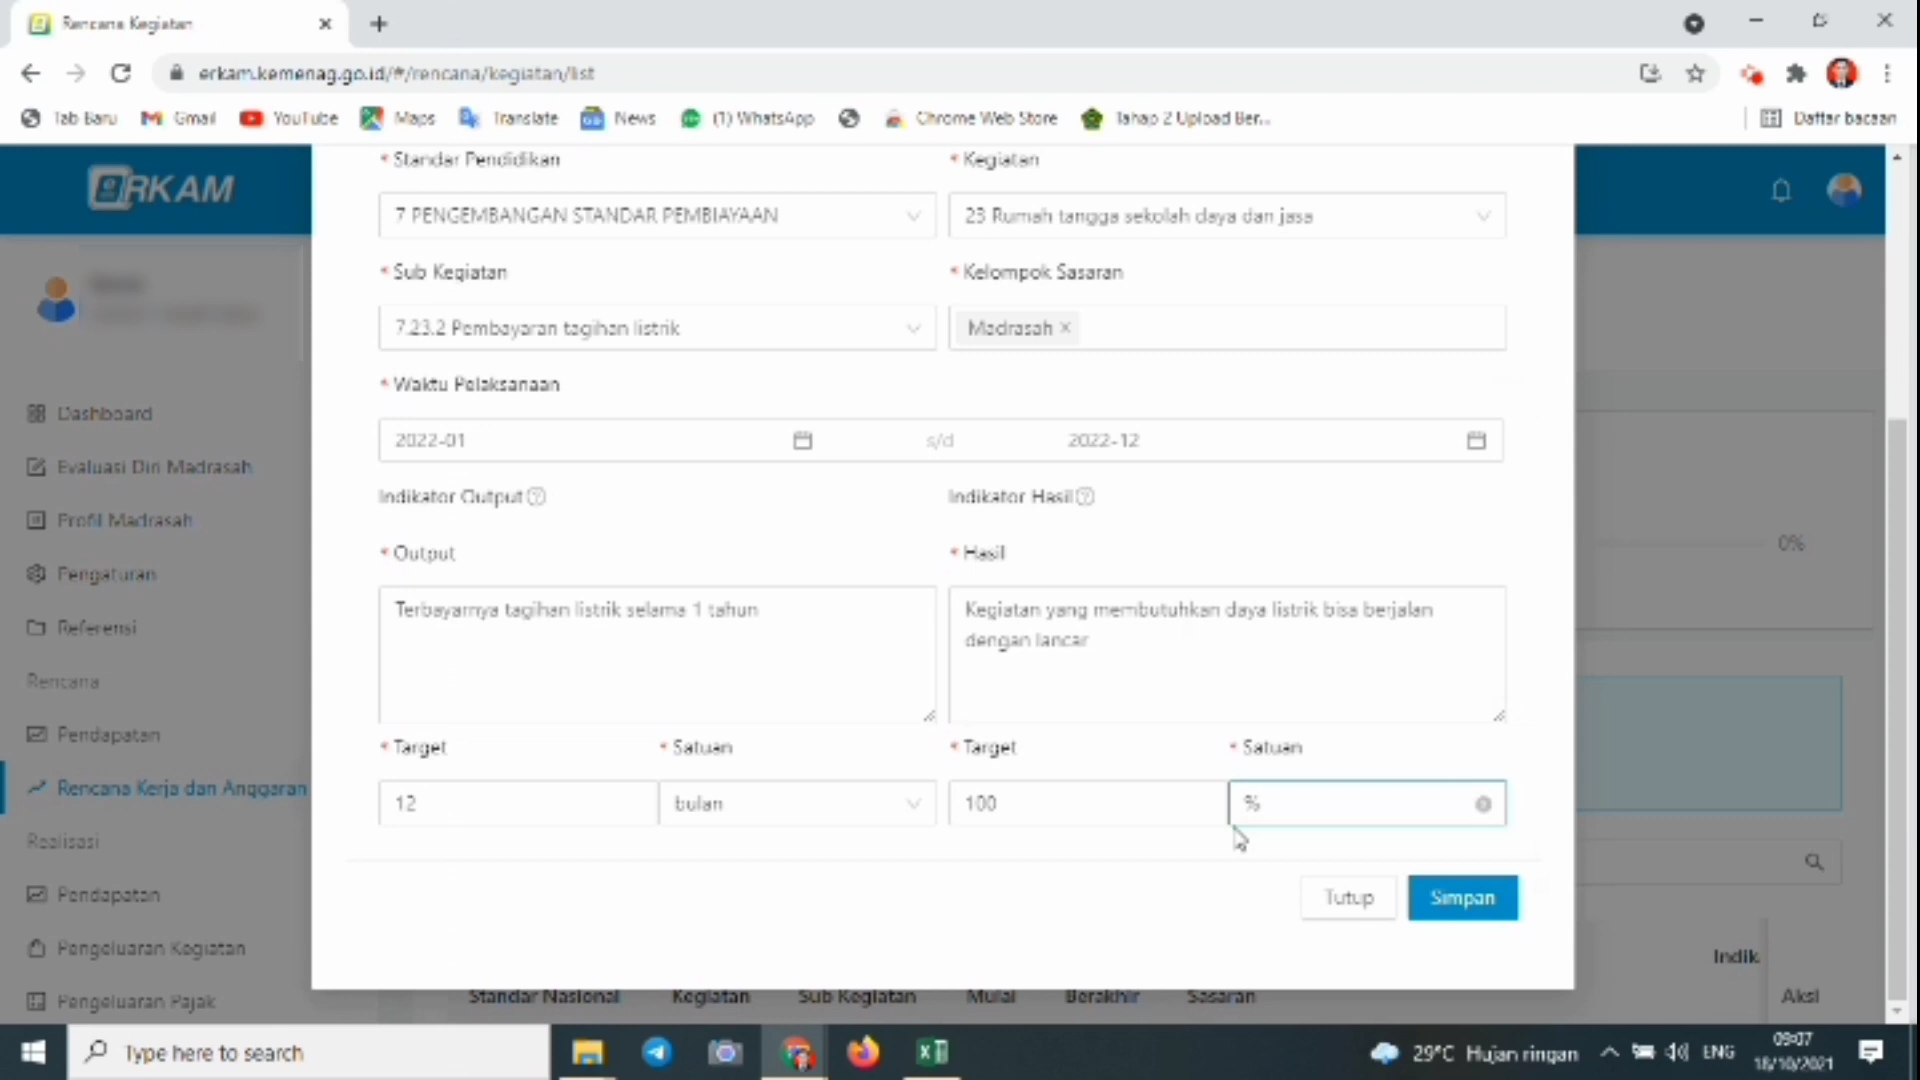 Rencana Kegiatan
erkam.kemenag.go.id/#/rencana/kegiatan/list
Tab Baru Gmail YouTube Maps Translate News (1) WhatsApp Chrome Web Store Tahap 2 Upload Ber... Daftar bacaan
eRKAM
* Standar Pendidikan * Kegiatan
7 PENGEMBANGAN STANDAR PEMBIAYAAN 23 Rumah tangga sekolah daya dan jasa
* Sub Kegiatan * Kelompok Sasaran
7.23.2 Pembayaran tagihan listrik Madrasah ×
* Waktu Pelaksanaan
2022-01 s/d 2022-12
Indikator Output Indikator Hasil
* Output * Hasil
Terbayarnya tagihan listrik selama 1 tahun
Kegiatan yang membutuhkan daya listrik bisa berjalan
dengan lancar
* Target * Satuan * Target * Satuan
12 bulan 100 %
Tutup Simpan
Dashboard
Evaluasi Diri Madrasah
Profil Madrasah
Pengaturan
Referensi
Rencana
Pendapatan
Rencana Kerja dan Anggaran
Realisasi
Pendapatan
Pengeluaran Kegiatan
Pengeluaran Pajak
0%
Indik
Standar Nasional Kegiatan Sub Kegiatan Mulai Berakhir Sasaran Aksi
Type here to search
29°C Hujan ringan ENG
09:07
18/10/2021